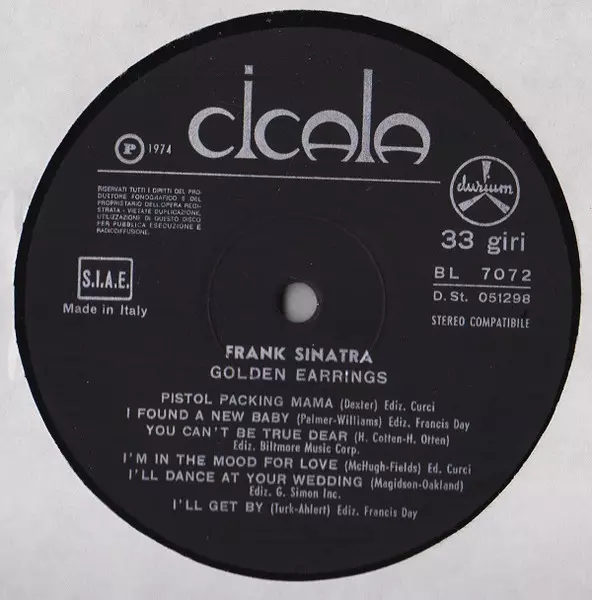 cicala
P 1974
RISERVATI TUTTI I DIRITTI DEL PRO-
DUTTORE FONOGRAFICO E DEL
PROPRIETARIO DELL'OPERA REGI-
STRATA - VIETATE DUPLICAZIONE,
UTILIZZAZIONE DI QUESTO DISCO
PER PUBBLICA ESECUZIONE E
RADIODIFFUSIONE.
durium
33 giri
BL 7072
D. St. 051298
STEREO COMPATIBILE
S.I.A.E.
Made in Italy
FRANK SINATRA
GOLDEN EARRINGS
PISTOL PACKING MAMA (Dexter) Ediz. Curci
I FOUND A NEW BABY (Palmer-Williams) Ediz. Francis Day
YOU CAN'T BE TRUE DEAR (H. Cotten-H. Otten)
Ediz. Biltmore Music Corp.
I'M IN THE MOOD FOR LOVE (McHugh-Fields) Ed. Curci
I'LL DANCE AT YOUR WEDDING (Magidson-Oakland)
Ediz. G. Simon Inc.
I'LL GET BY (Turk-Ahlert) Ediz. Francis Day